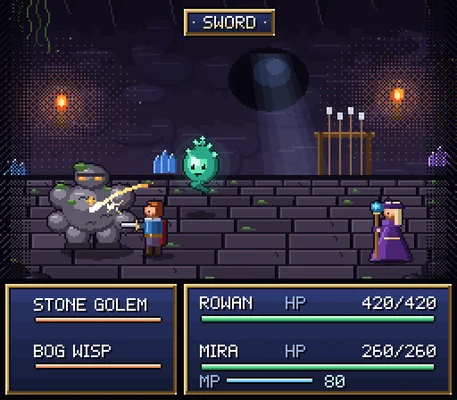 · SWORD ·
STONE GOLEM
BOG WISP
ROWAN HP 420/420
MIRA HP 260/260
MP 80